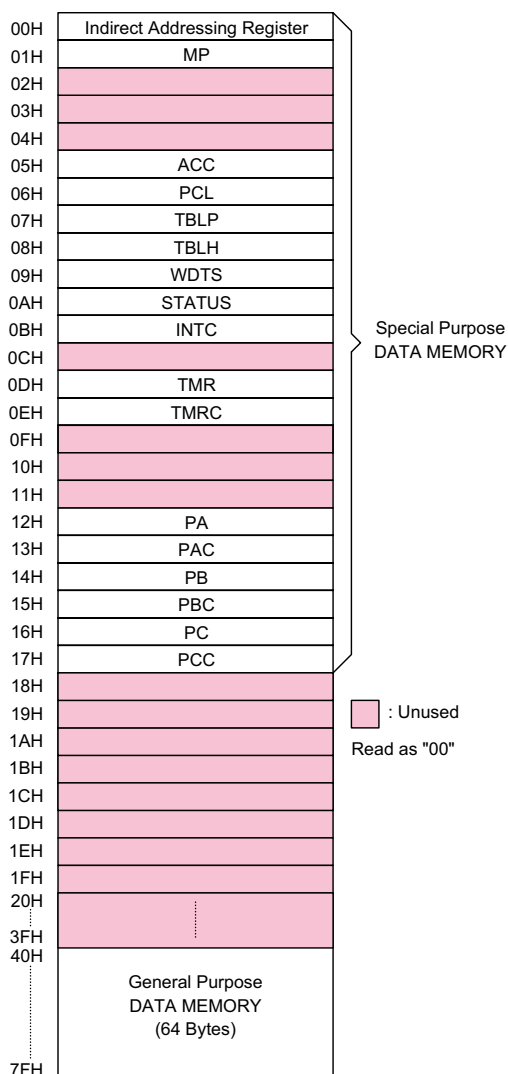 00H Indirect Addressing Register
01H MP
02H
03H
04H
05H ACC
06H PCL
07H TBLP
08H TBLH
09H WDTS
0AH STATUS
0BH INTC
0CH
0DH TMR
0EH TMRC
0FH
10H
11H
12H PA
13H PAC
14H PB
15H PBC
16H PC
17H PCC
Special Purpose
DATA MEMORY
18H
19H
1AH
1BH
1CH
1DH
1EH
1FH
20H
3FH
: Unused
Read as "00"
40H
General Purpose
DATA MEMORY
(64 Bytes)
7FH